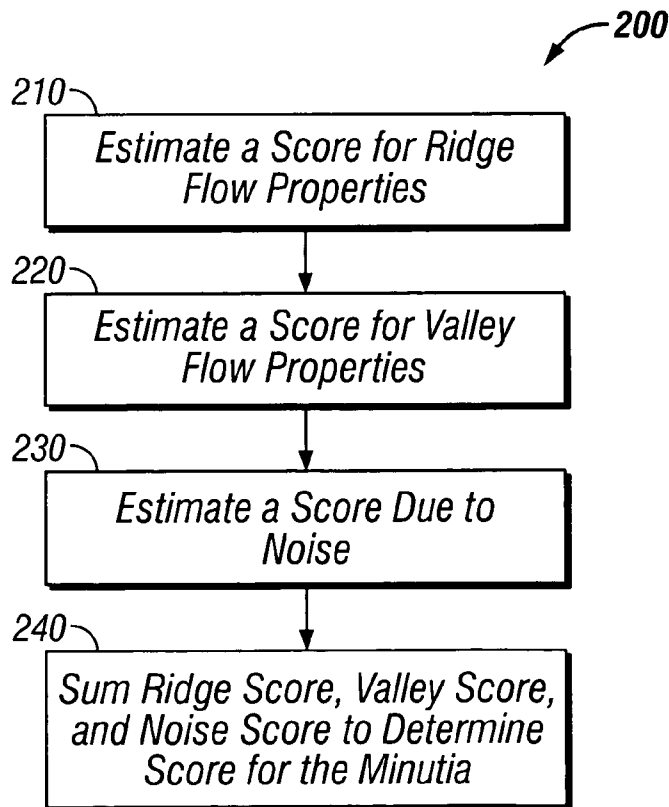 200
210
Estimate a Score for Ridge
Flow Properties
220
Estimate a Score for Valley
Flow Properties
230
Estimate a Score Due to
Noise
240
Sum Ridge Score, Valley Score,
and Noise Score to Determine
Score for the Minutia